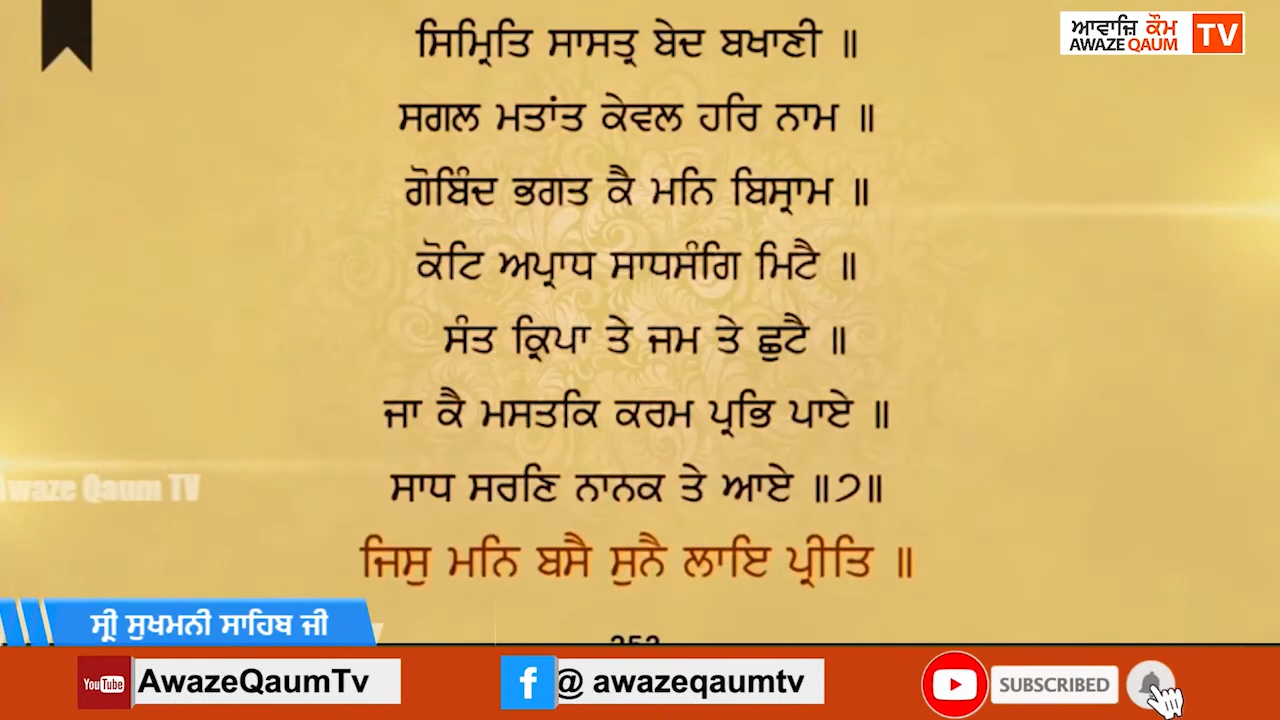 ਸਿਮ੍ਰਿਤਿ ਸਾਸਤ੍ਰ ਬੇਦ ਬਖਾਣੀ ॥
ਆਵਾਜ਼ਿ ਕੌਮ
AWAZE QAUM TV
ਸਗਲ ਮਤਾਂਤ ਕੇਵਲ ਹਰਿ ਨਾਮ ॥
ਗੋਬਿੰਦ ਭਗਤ ਕੈ ਮਨਿ ਬਿਸ੍ਰਾਮ ॥
ਕੋਟਿ ਅਪ੍ਰਾਧ ਸਾਧਸੰਗਿ ਮਿਟੈ ॥
ਸੰਤ ਕ੍ਰਿਪਾ ਤੇ ਜਮ ਤੇ ਛੁਟੈ ॥
ਜਾ ਕੈ ਮਸਤਕਿ ਕਰਮ ਪ੍ਰਭਿ ਪਾਏ ॥
ਸਾਧ ਸਰਣਿ ਨਾਨਕ ਤੇ ਆਏ ॥੭॥
Awaze Qaum TV
ਜਿਸੁ ਮਨਿ ਬਸੈ ਸੁਨੈ ਲਾਇ ਪ੍ਰੀਤਿ ॥
ਸ੍ਰੀ ਸੁਖਮਨੀ ਸਾਹਿਬ ਜੀ
YouTube AwazeQaumTv
f @ awazeqaumtv
SUBSCRIBED